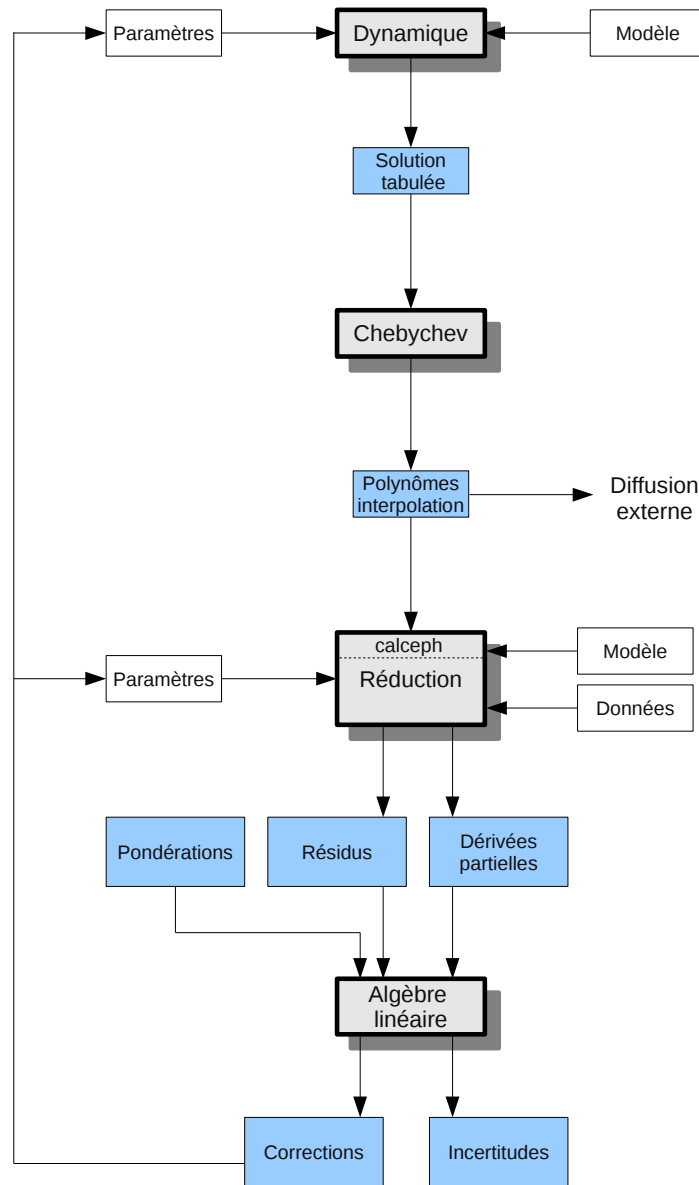 Paramètres
Dynamique
Modèle
Solution
tabulée
Chebychev
Polynômes
interpolation
Diffusion
externe
calceph
Réduction
Paramètres
Modèle
Données
Pondérations
Résidus
Dérivées
partielles
Algèbre
linéaire
Corrections
Incertitudes